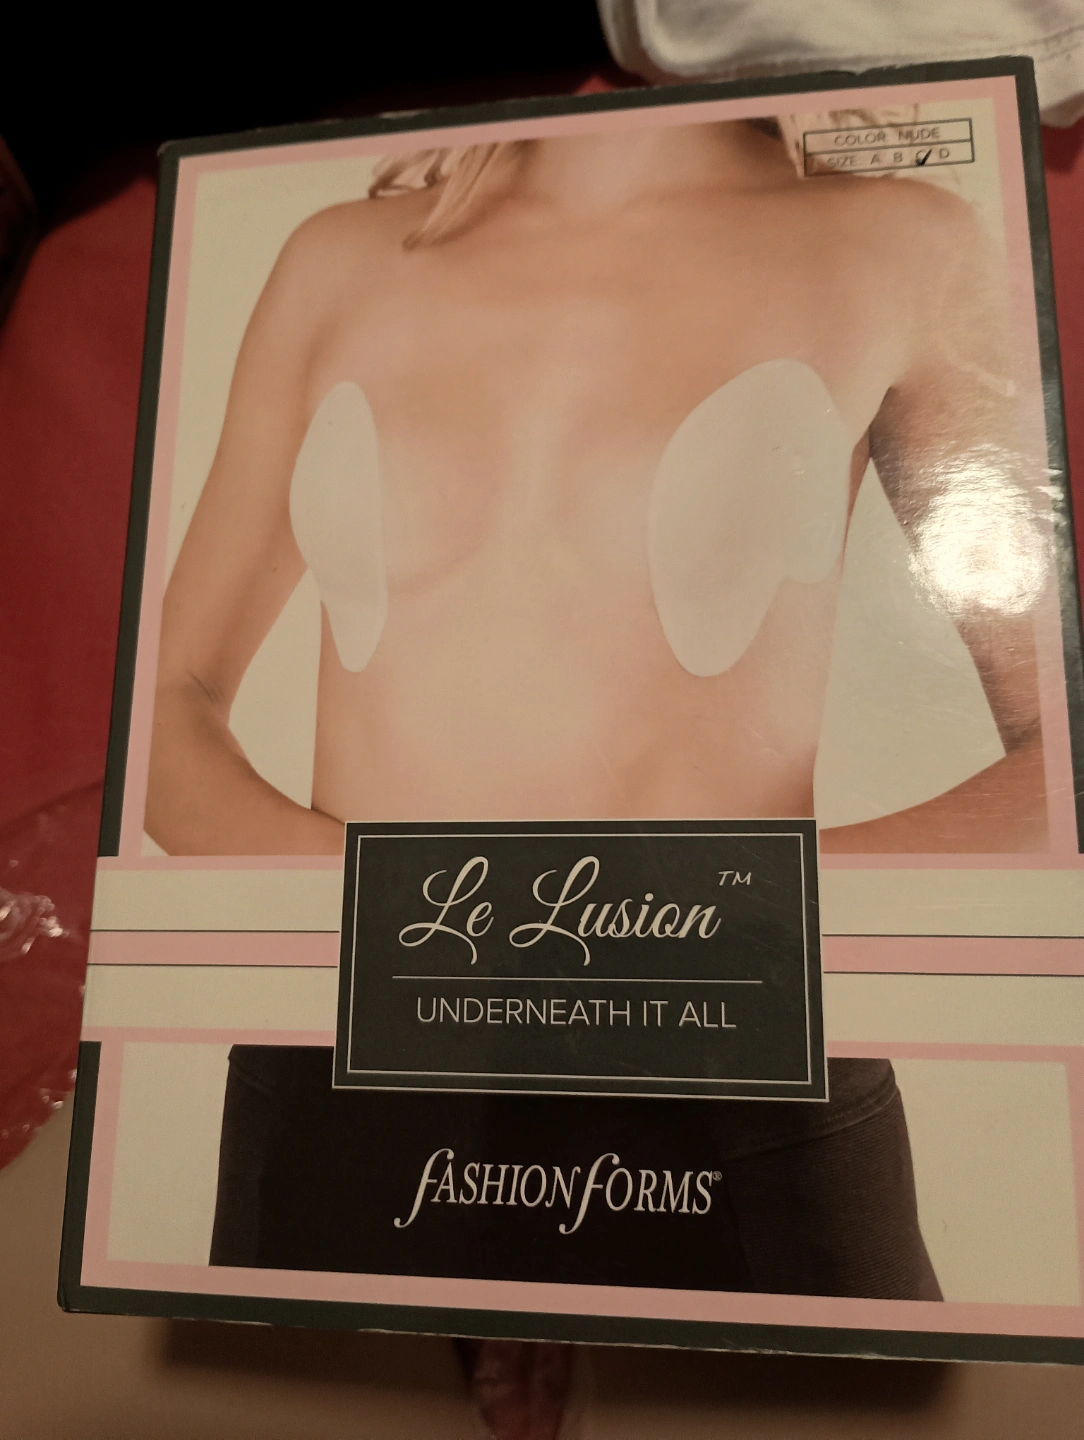 COLOR NUDE
SIZE A B C D
Le Lusion™
UNDERNEATH IT ALL
fASHION fORMS®